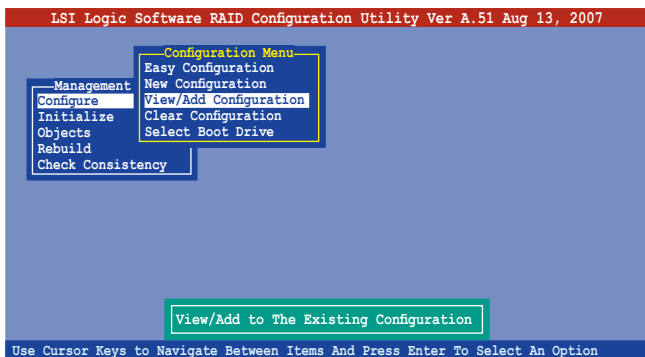 LSI Logic Software RAID Configuration Utility Ver A.51 Aug 13, 2007
Configuration Menu
Easy Configuration
New Configuration
View/Add Configuration
Clear Configuration
Select Boot Drive
Management
Configure
Initialize
Objects
Rebuild
Check Consistency
View/Add to The Existing Configuration
Use Cursor Keys to Navigate Between Items And Press Enter To Select An Option